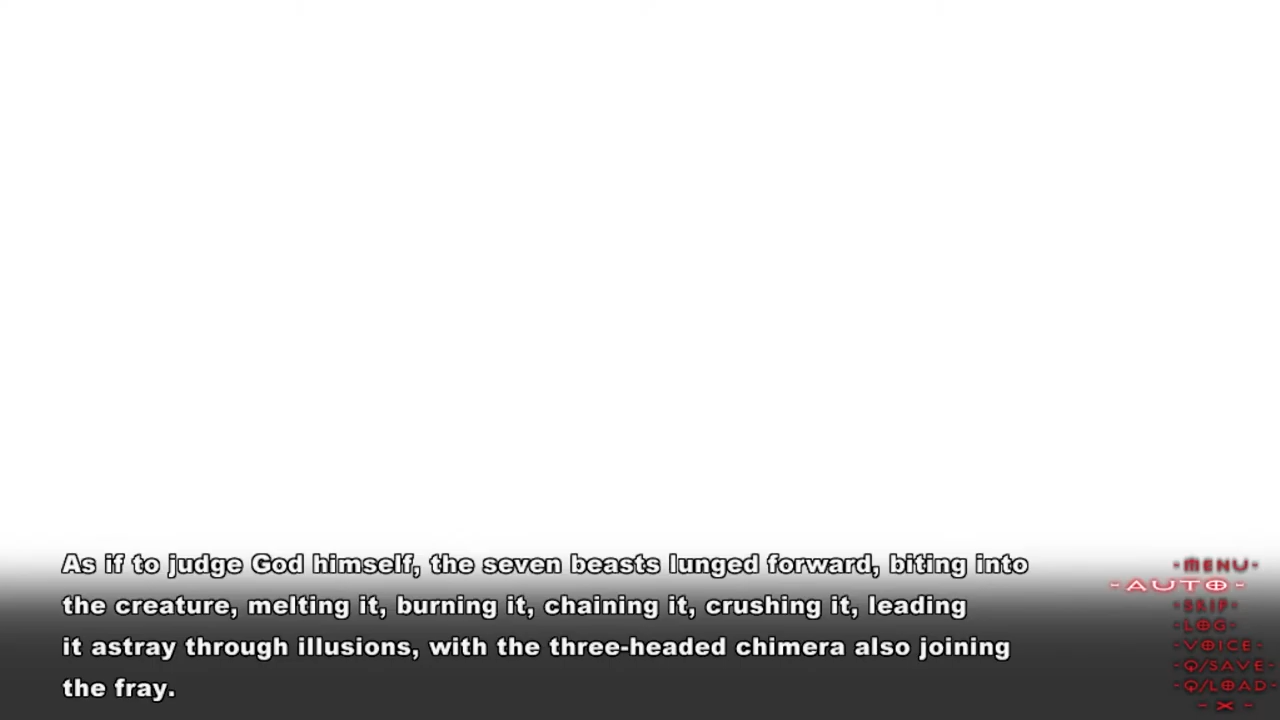 As if to judge God himself, the seven beasts lunged forward, biting into
the creature, melting it, burning it, chaining it, crushing it, leading
it astray through illusions, with the three-headed chimera also joining
the fray.
-MENU-
-AUTO-
-SKIP-
-LOG-
-VOICE-
-Q/SAVE-
-Q/LOAD-
-X-